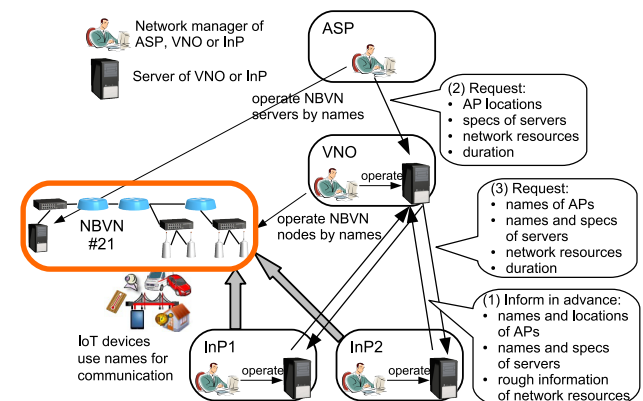 Network manager of
ASP, VNO or InP
Server of VNO or InP
ASP
(2) Request:
• AP locations
• specs of servers
• network resources
• duration
operate NBVN
servers by names
VNO
operate
(3) Request:
• names of APs
• names and specs
of servers
• network resources
• duration
NBVN
#21
operate NBVN
nodes by names
(1) Inform in advance:
• names and locations
of APs
• names and specs
of servers
• rough information
of network resources
IoT devices
use names for
communication
InP1
operate
InP2
operate